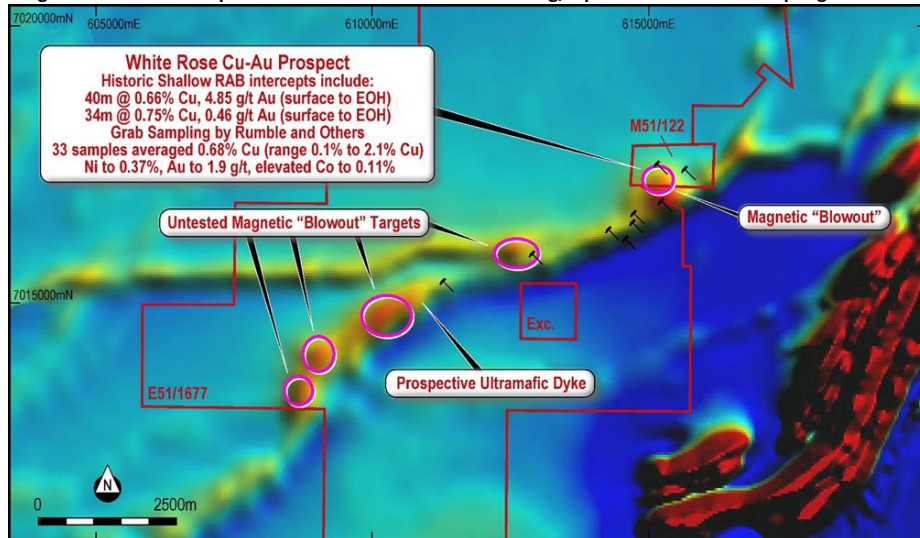 7020000mN
605000mE
610000mE
615000mE
White Rose Cu-Au Prospect
Historic Shallow RAB intercepts include:
40m @ 0.66% Cu, 4.85 g/t Au (surface to EOH)
34m @ 0.75% Cu, 0.46 g/t Au (surface to EOH)
Grab Sampling by Rumble and Others
33 samples averaged 0.68% Cu (range 0.1% to 2.1% Cu)
Ni to 0.37%, Au to 1.9 g/t, elevated Co to 0.11%
M51/122
Untested Magnetic "Blowout" Targets
Magnetic "Blowout"
7015000mN
Exc.
E51/1677
Prospective Ultramafic Dyke
N
0
2500m